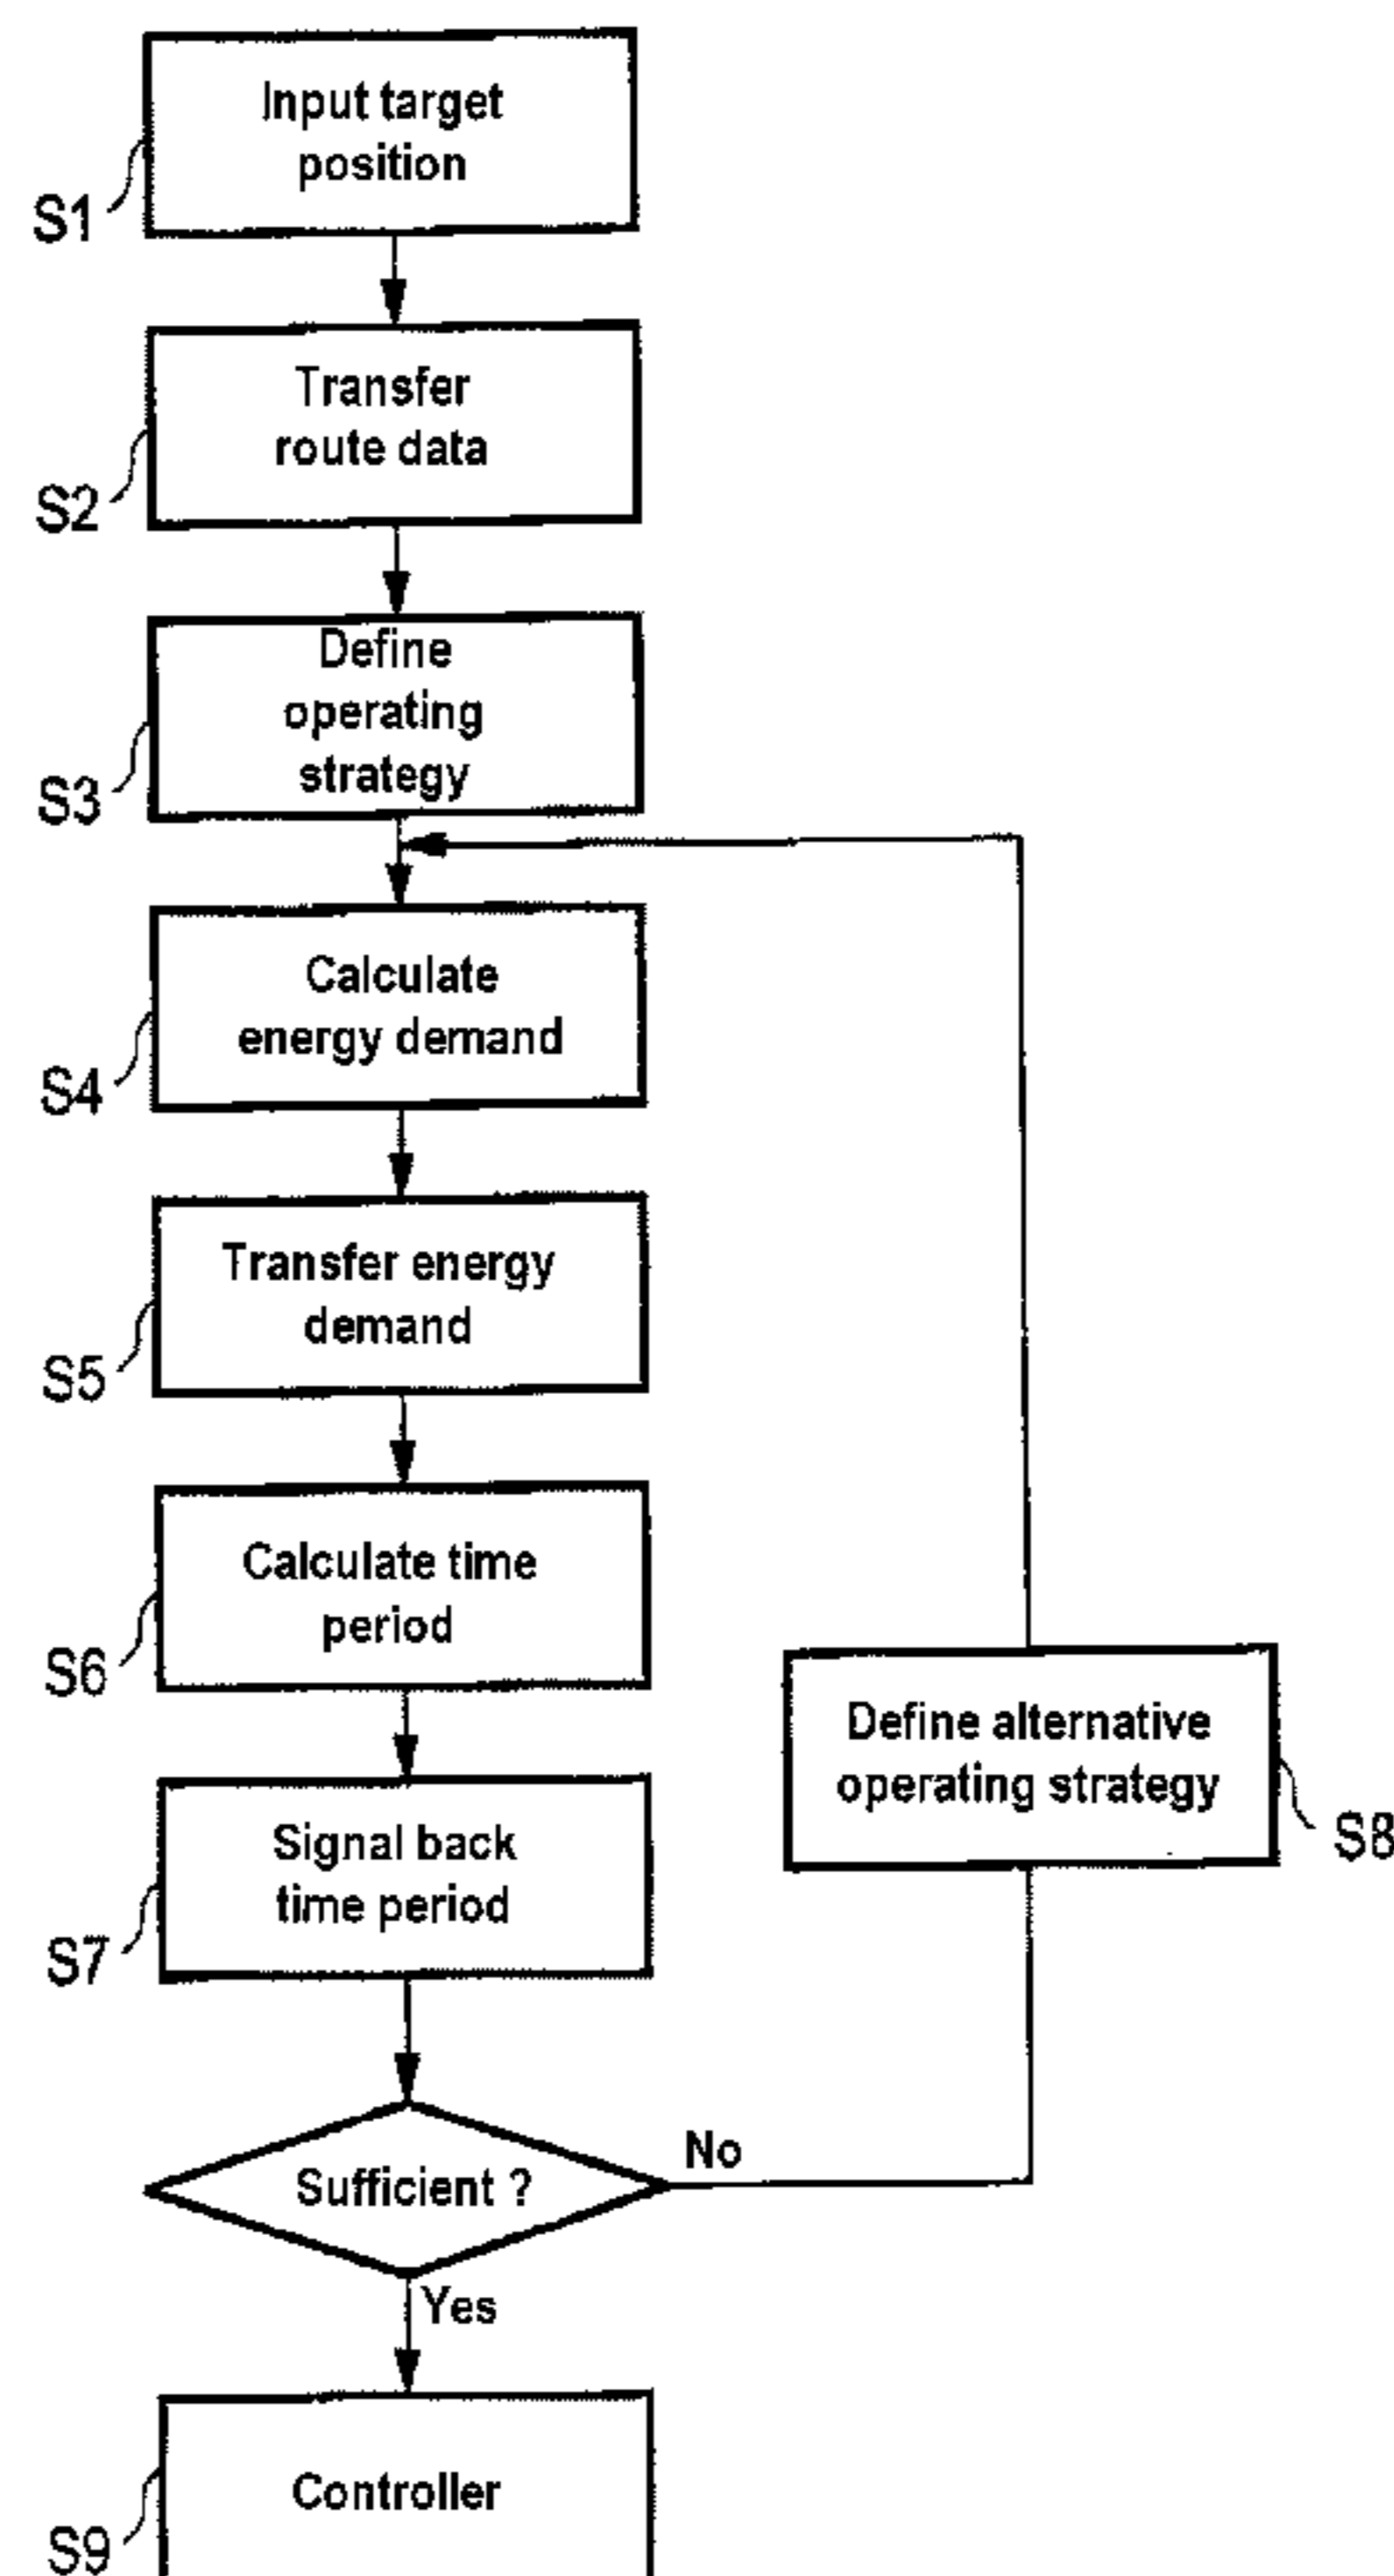 Input target
position
S1
Transfer
route data
S2
Define
operating
strategy
S3
Calculate
energy demand
S4
Transfer energy
demand
S5
Calculate time
period
S6
Define alternative
operating strategy
S8
Signal back
time period
S7
Sufficient ?
No
Yes
Controller
S9